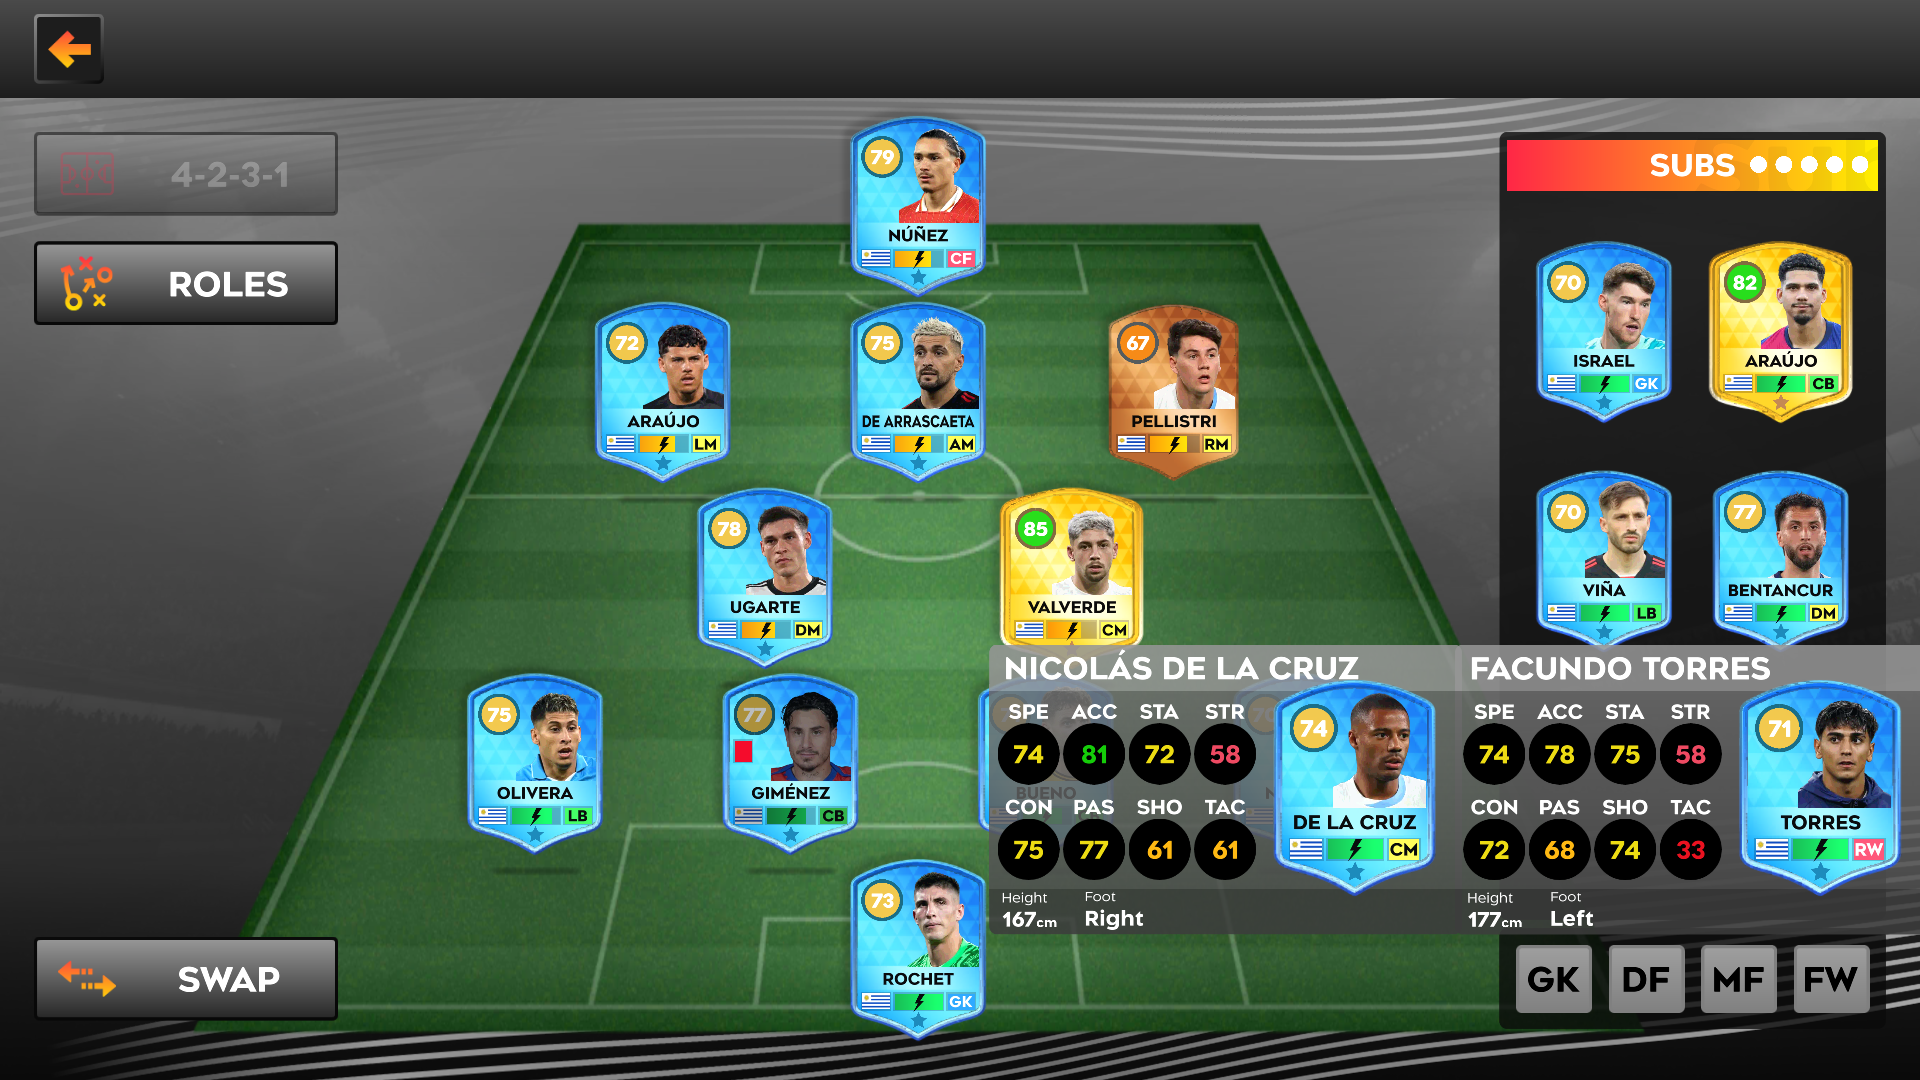 4-2-3-1
ROLES
79
NÚÑEZ
CF
72
ARAÚJO
LM
75
DE ARRASCAETA
AM
67
PELLISTRI
RM
78
UGARTE
DM
85
VALVERDE
CM
75
OLIVERA
LB
77
GIMÉNEZ
CB
BUENO
73
ROCHET
GK
SUBS
70
ISRAEL
GK
82
ARAÚJO
CB
70
VIÑA
LB
77
BENTANCUR
DM
NICOLÁS DE LA CRUZ
SPE ACC STA STR
74 81 72 58
CON PAS SHO TAC
75 77 61 61
Height Foot
167cm Right
74
DE LA CRUZ
CM
FACUNDO TORRES
SPE ACC STA STR
74 78 75 58
CON PAS SHO TAC
72 68 74 33
Height Foot
177cm Left
71
TORRES
RW
SWAP
GK DF MF FW